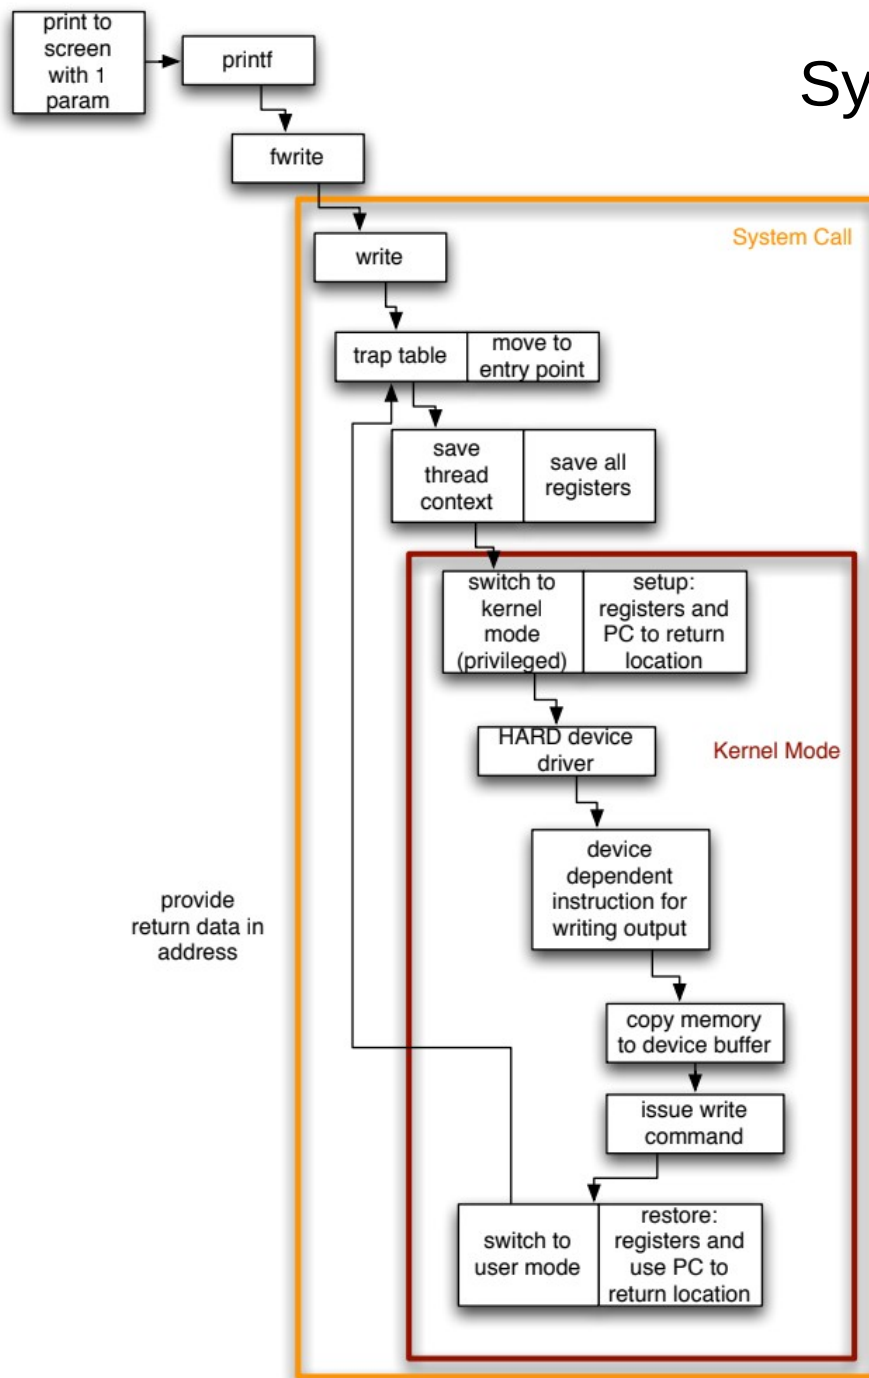 print to
screen
with 1
param
printf
Sy
fwrite
System Call
write
trap table
move to
entry point
save
thread
context
save all
registers
switch to
kernel
mode
(privileged)
setup:
registers and
PC to return
location
HARD device
driver
Kernel Mode
device
dependent
instruction for
writing output
provide
return data in
address
copy memory
to device buffer
issue write
command
switch to
user mode
restore:
registers and
use PC to
return location